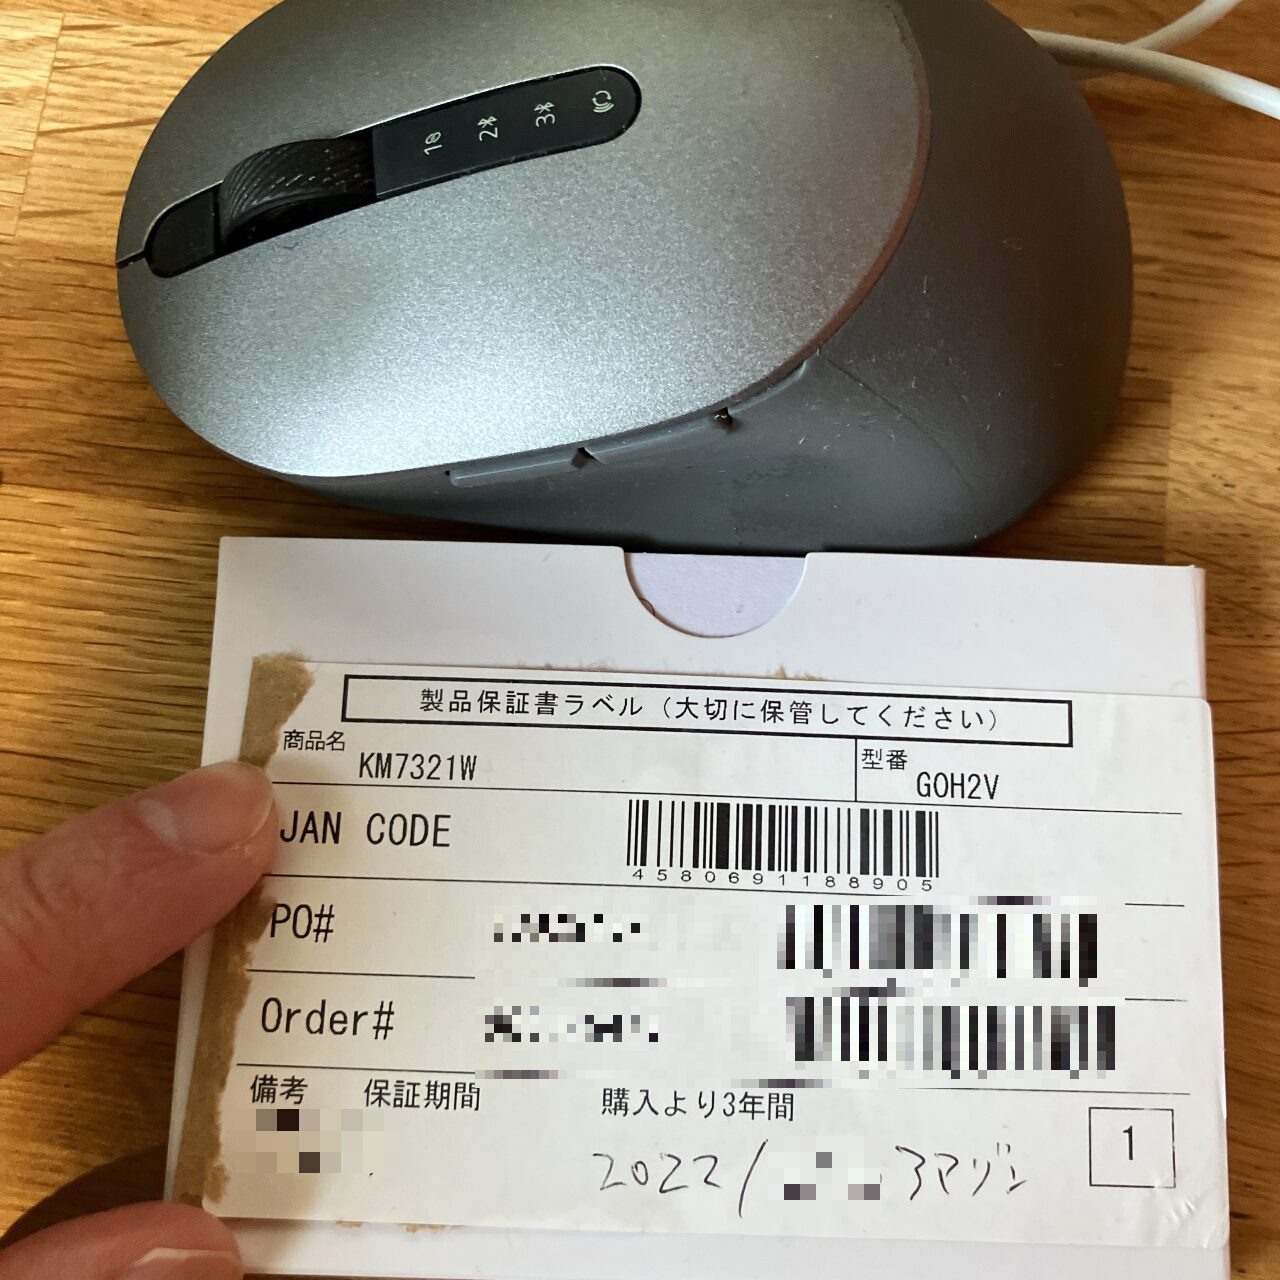 1
2
3
製品保証書ラベル（大切に保管してください）
商品名 KM7321W 型番 GOH2V
JAN CODE
4580691188905
PO#
Order#
備考 保証期間 購入より3年間
2022/ アマゾン
1